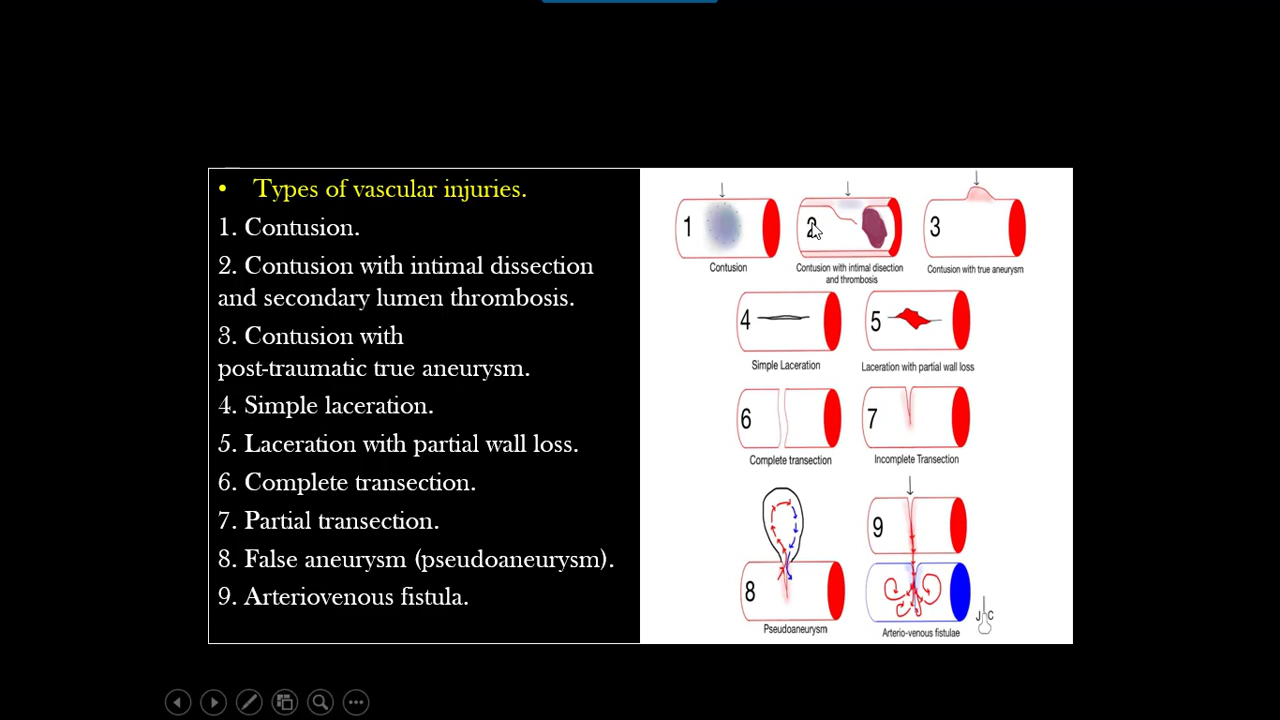 • Types of vascular injuries.
1. Contusion.
2. Contusion with intimal dissection
and secondary lumen thrombosis.
3. Contusion with
post-traumatic true aneurysm.
4. Simple laceration.
5. Laceration with partial wall loss.
6. Complete transection.
7. Partial transection.
8. False aneurysm (pseudoaneurysm).
9. Arteriovenous fistula.
1
2
3
Contusion
Contusion with intimal disection
and thrombosis
Contusion with true aneurysm
4
5
Simple Laceration
Laceration with partial wall loss
6
7
Complete transection
Incomplete Transection
8
9
Pseudoaneurysm
Arterio-venous fistulae
J C